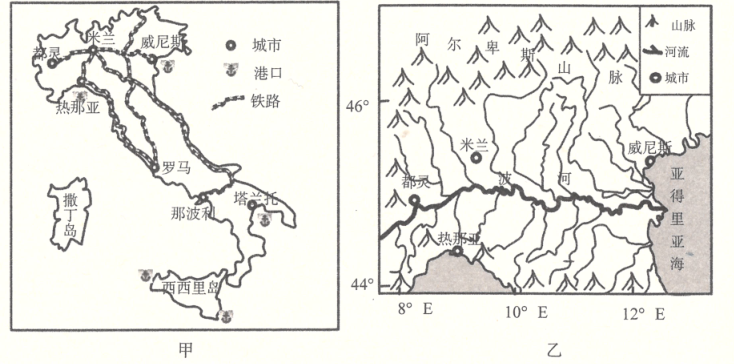 米兰
都灵
威尼斯
热那亚
罗马
那波利
塔兰托
撒丁岛
西西里岛
城市
港口
铁路
甲
阿尔卑斯山脉
46°
44°
米兰
威尼斯
都灵
波河
热那亚
亚得里亚海
8° E
10° E
12° E
山脉
河流
城市
乙